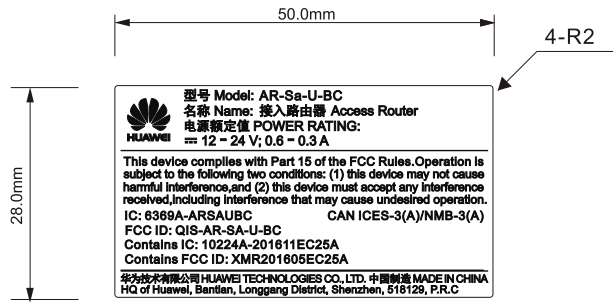 50.0mm
4-R2
28.0mm
HUAWEI
型号 Model: AR-Sa-U-BC
名称 Name: 接入路由器 Access Router
电源额定值 POWER RATING:
⎓ 12 - 24 V; 0.6 - 0.3 A
This device complies with Part 15 of the FCC Rules.Operation is
subject to the following two conditions: (1) this device may not cause
harmful interference,and (2) this device must accept any interference
received,including interference that may cause undesired operation.
IC: 6369A-ARSAUBC CAN ICES-3(A)/NMB-3(A)
FCC ID: QIS-AR-SA-U-BC
Contains IC: 10224A-201611EC25A
Contains FCC ID: XMR201605EC25A
华为技术有限公司 HUAWEI TECHNOLOGIES CO., LTD. 中国制造 MADE IN CHINA
HQ of Huawei, Bantian, Longgang District, Shenzhen, 518129, P.R.C